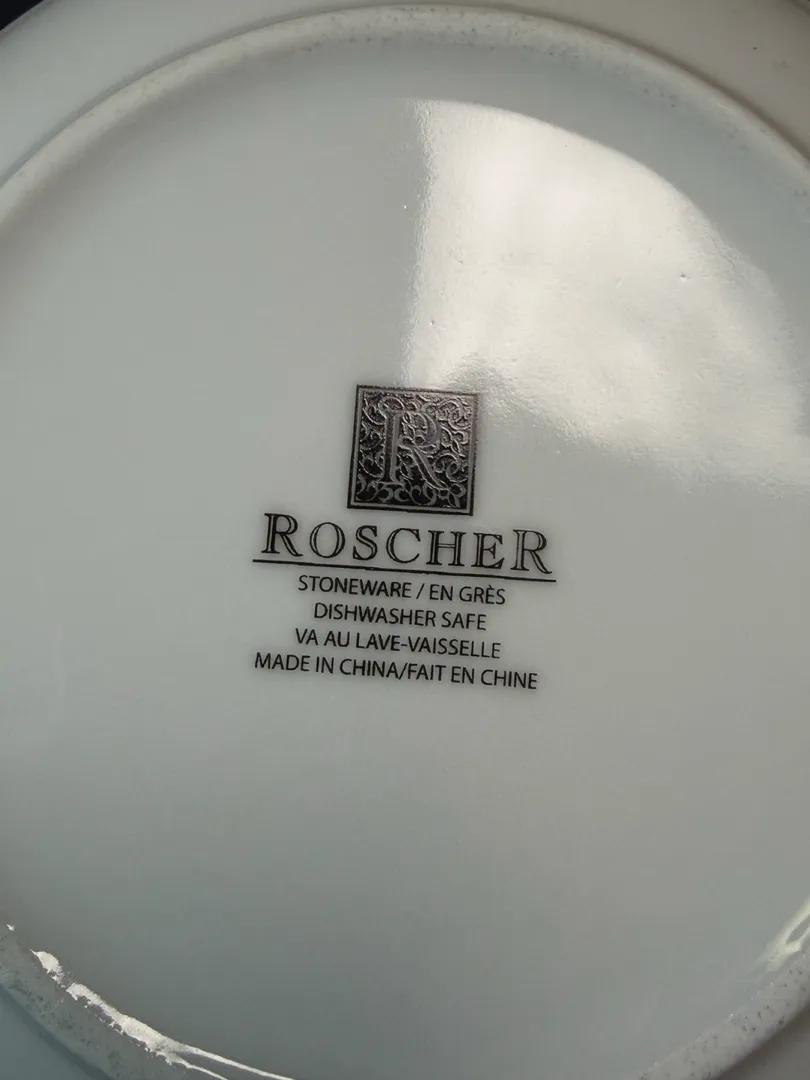 R
ROSCHER
STONEWARE / EN GRÈS
DISHWASHER SAFE
VA AU LAVE-VAISSELLE
MADE IN CHINA/FAIT EN CHINE